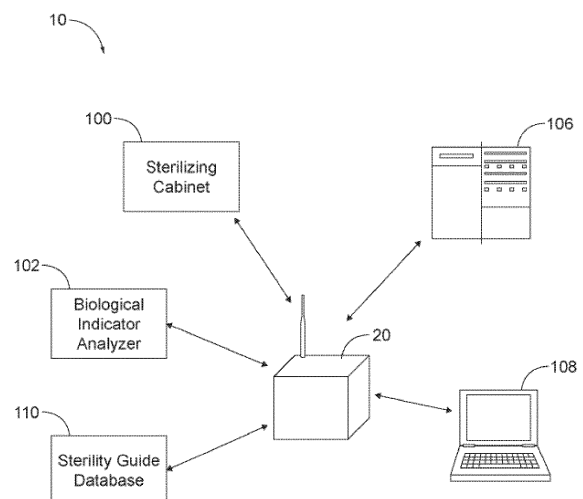 10
100
106
Sterilizing
Cabinet
102
Biological
Indicator
Analyzer
20
108
110
Sterility Guide
Database